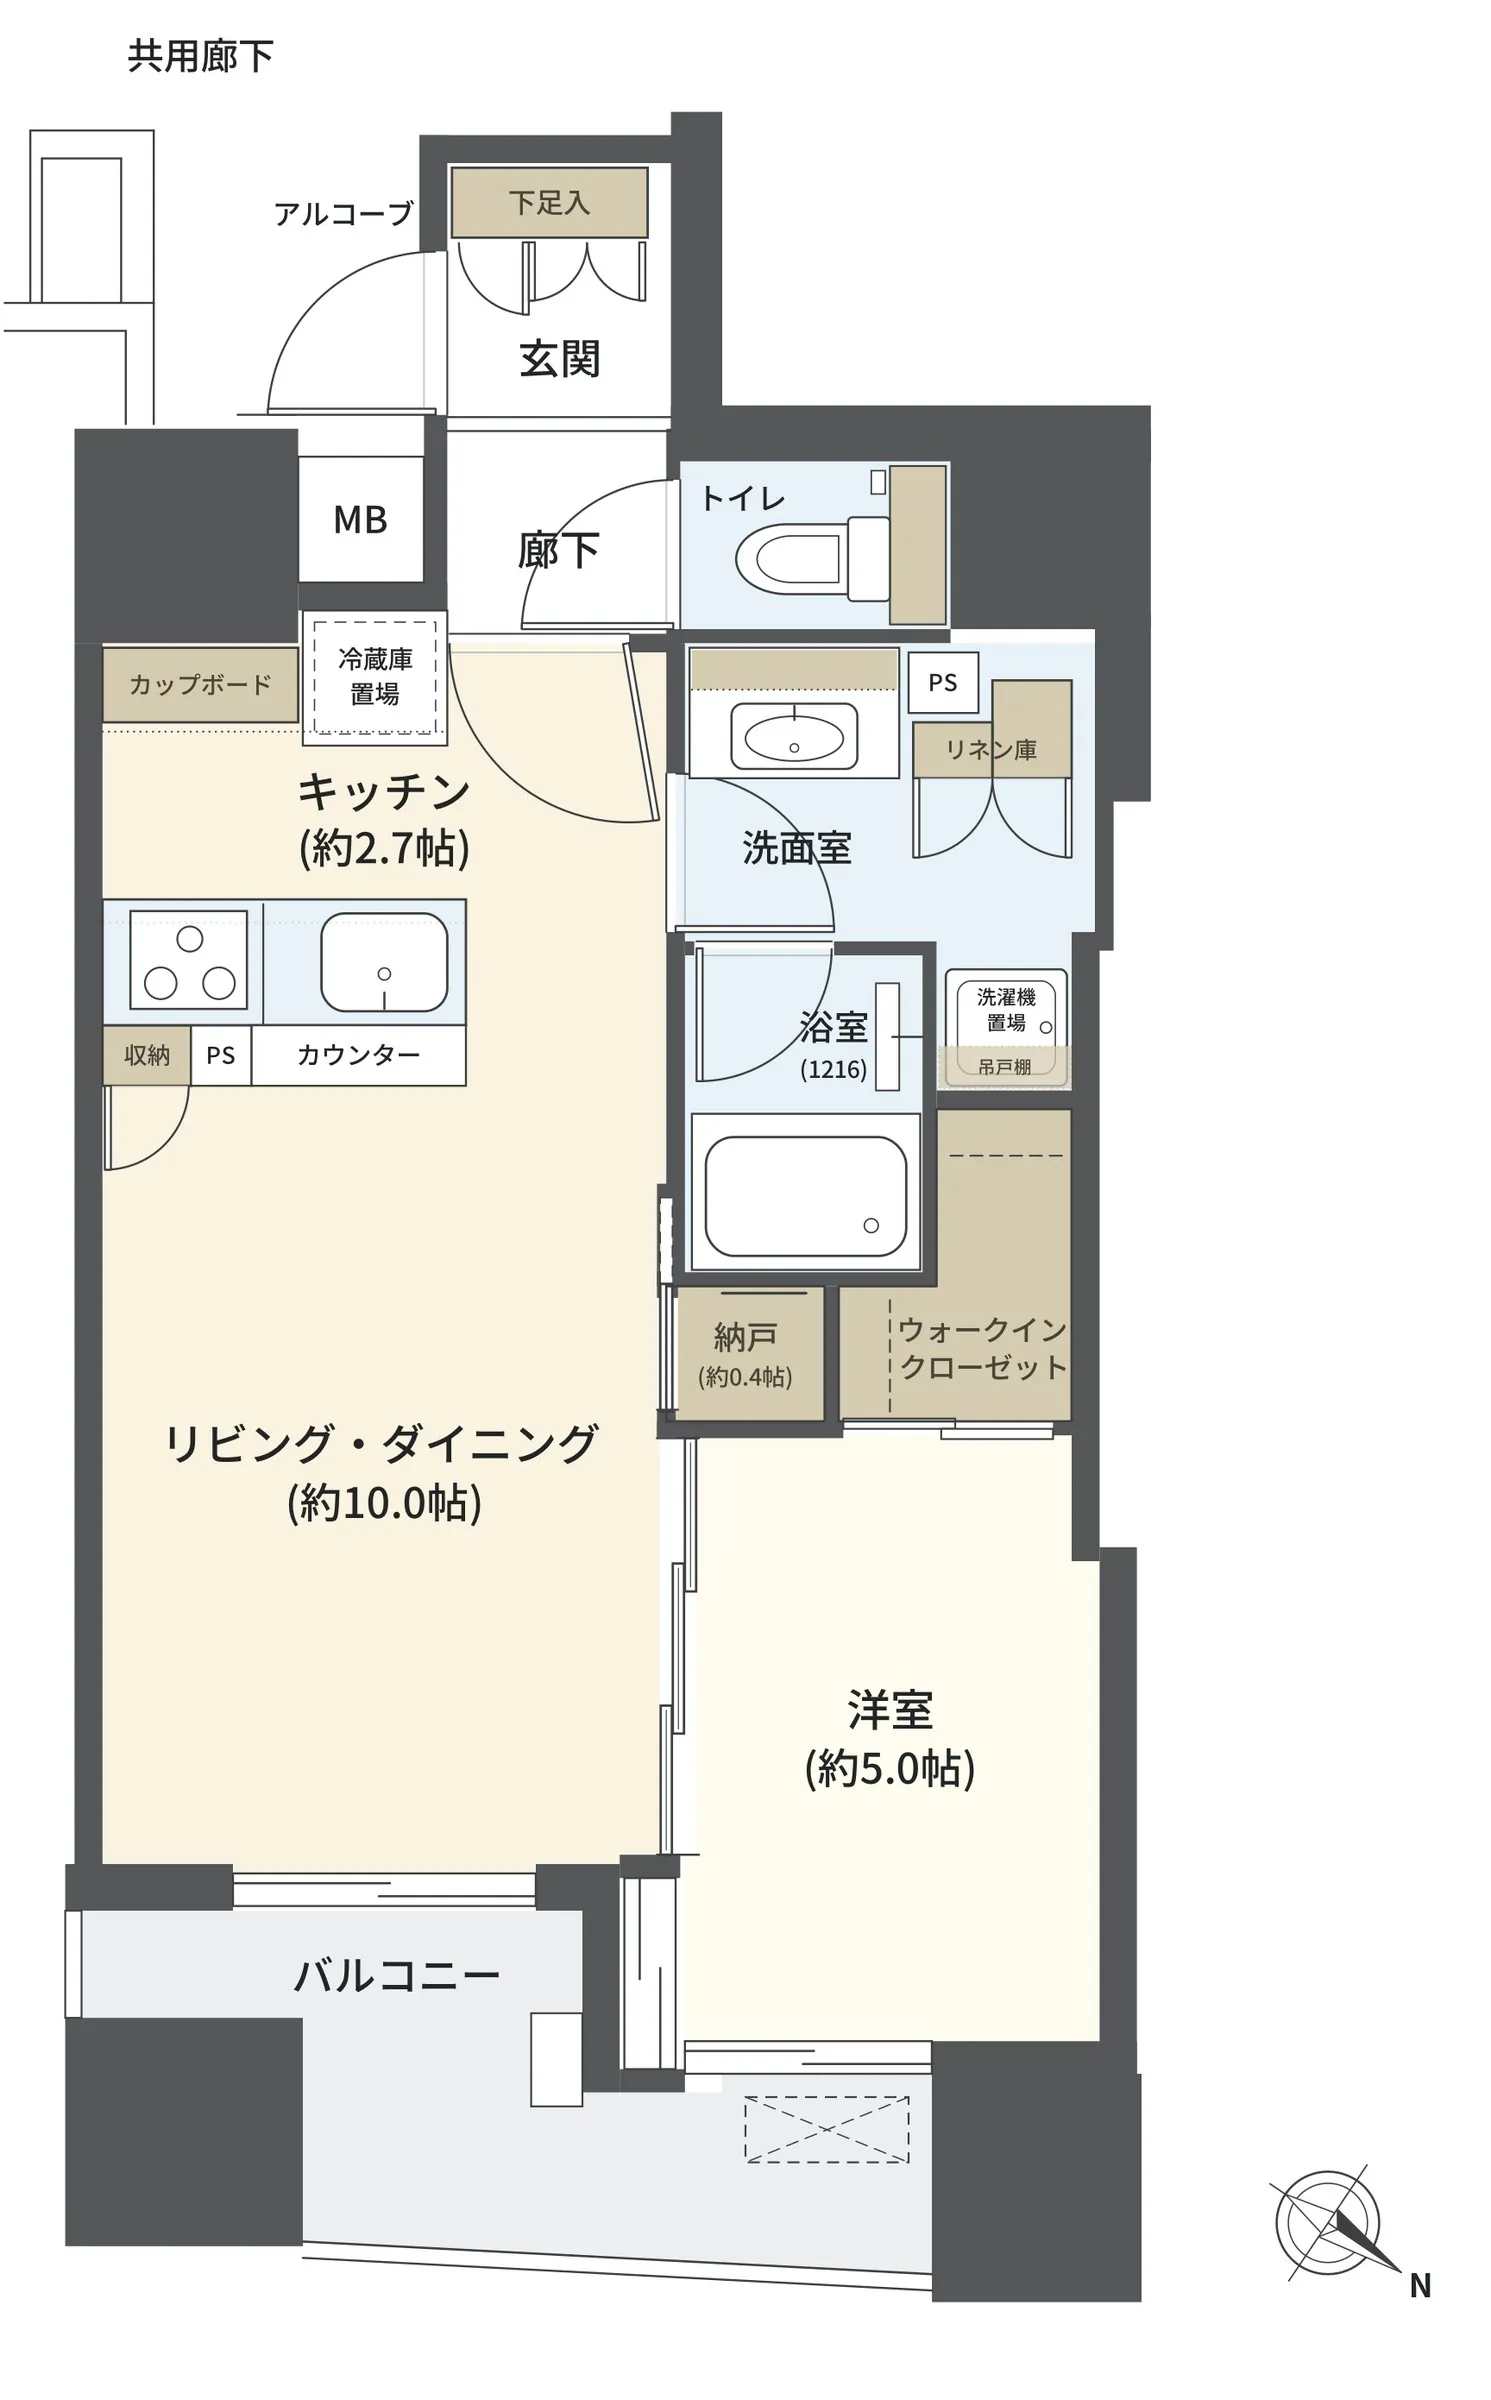 共用廊下
アルコーブ
下足入
玄関
MB
廊下
トイレ
カップボード
冷蔵庫
置場
PS
リネン庫
キッチン
(約2.7帖)
洗面室
収納
PS
カウンター
浴室
(1216)
洗濯機
置場
吊戸棚
納戸
(約0.4帖)
ウォークイン
クローゼット
リビング・ダイニング
(約10.0帖)
洋室
(約5.0帖)
バルコニー
N